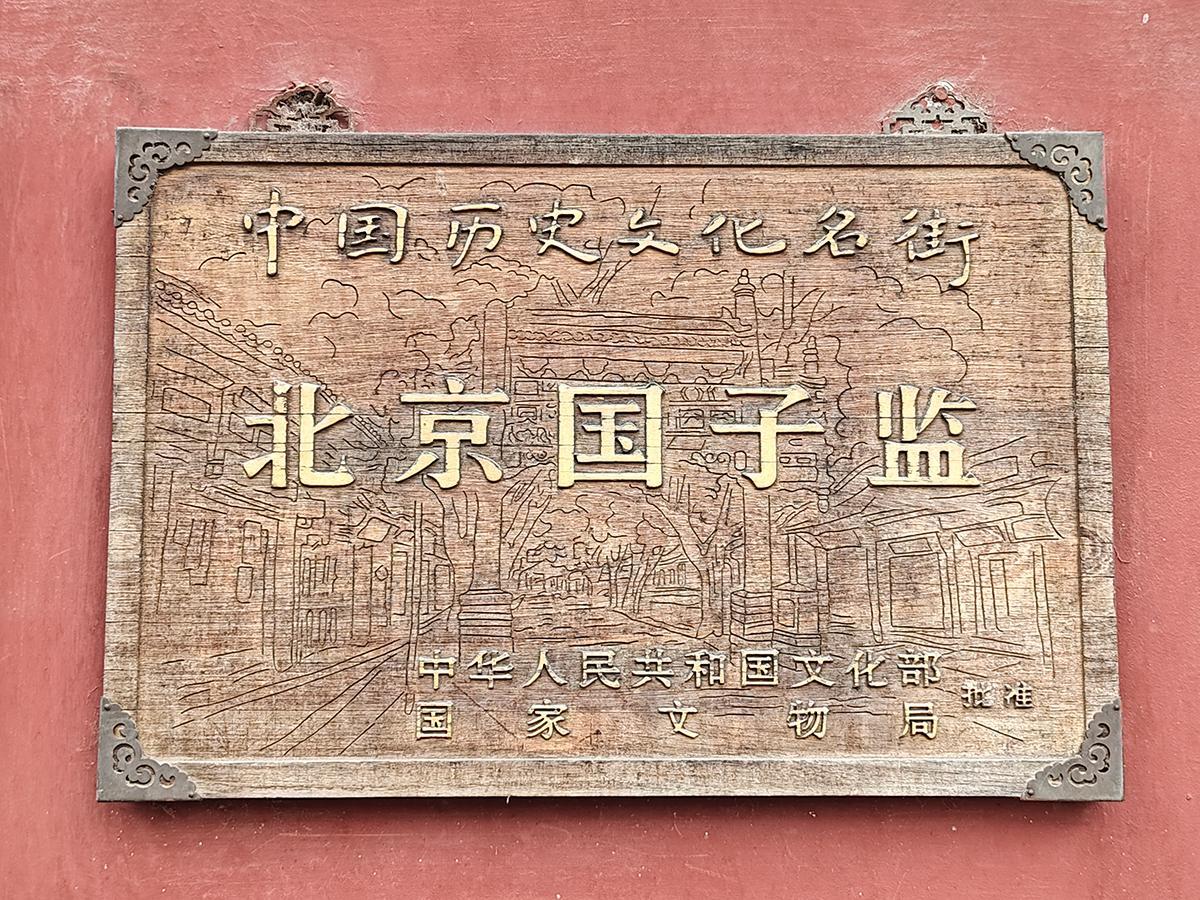 中国历史文化名街
北京国子监
中华人民共和国文化部
国家文物局
批准